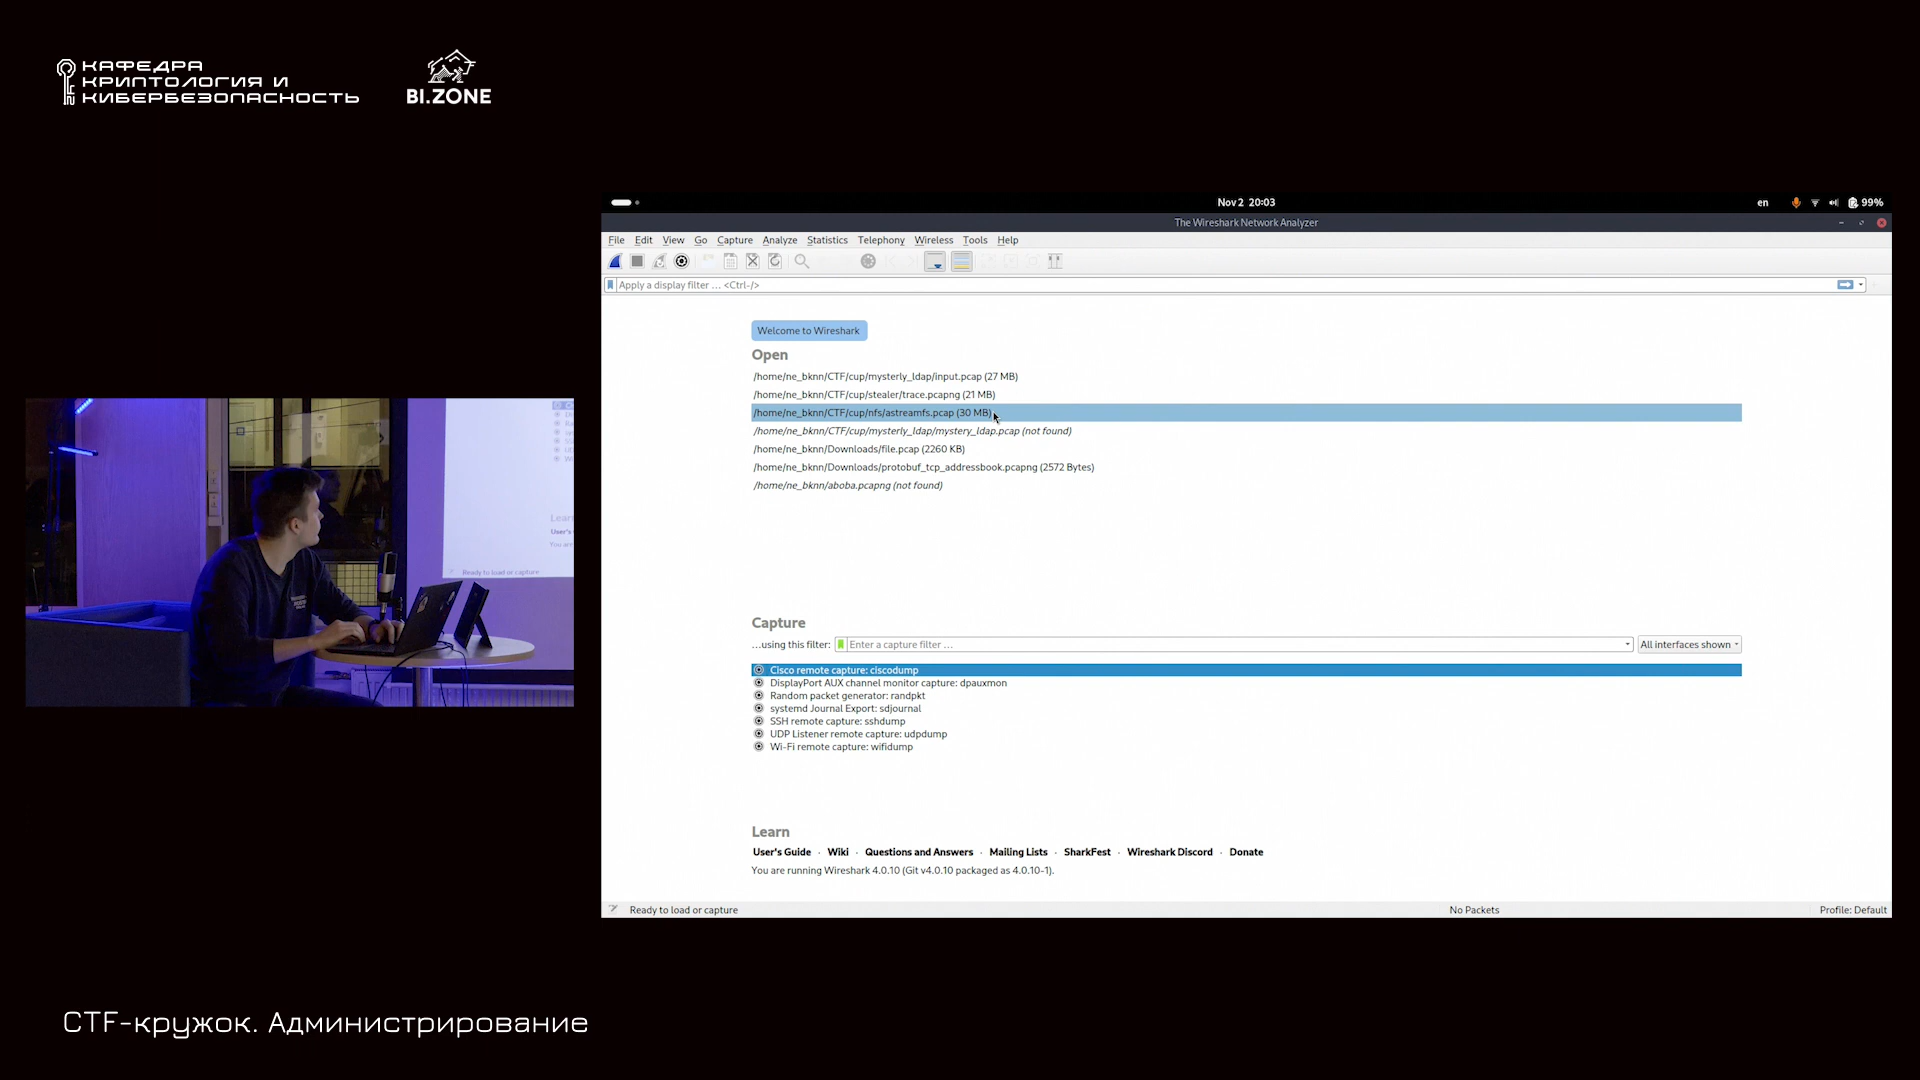 КАФЕДРА
КРИПТОЛОГИЯ И
КИБЕРБЕЗОПАСНОСТЬ
BI.ZONE
Nov 2 20:03
en
99%
The Wireshark Network Analyzer
File Edit View Go Capture Analyze Statistics Telephony Wireless Tools Help
Apply a display filter ... <Ctrl-/>
Welcome to Wireshark
Open
/home/ne_bknn/CTF/cup/mysterly_ldap/input.pcap (27 MB)
/home/ne_bknn/CTF/cup/stealer/trace.pcapng (21 MB)
/home/ne_bknn/CTF/cup/nfs/astreamfs.pcap (30 MB)
/home/ne_bknn/CTF/cup/mysterly_ldap/mystery_ldap.pcap (not found)
/home/ne_bknn/Downloads/file.pcap (2260 KB)
/home/ne_bknn/Downloads/protobuf_tcp_addressbook.pcapng (2572 Bytes)
/home/ne_bknn/aboba.pcapng (not found)
Capture
...using this filter: Enter a capture filter ... All interfaces shown
Cisco remote capture: ciscodump
DisplayPort AUX channel monitor capture: dpauxmon
Random packet generator: randpkt
systemd Journal Export: sdjournal
SSH remote capture: sshdump
UDP Listener remote capture: udpdump
Wi-Fi remote capture: wifidump
Learn
User's Guide · Wiki · Questions and Answers · Mailing Lists · SharkFest · Wireshark Discord · Donate
You are running Wireshark 4.0.10 (Git v4.0.10 packaged as 4.0.10-1).
Ready to load or capture
No Packets
Profile: Default
Lear
User's
You are
Ready to load or capture
CTF-кружок. Администрирование